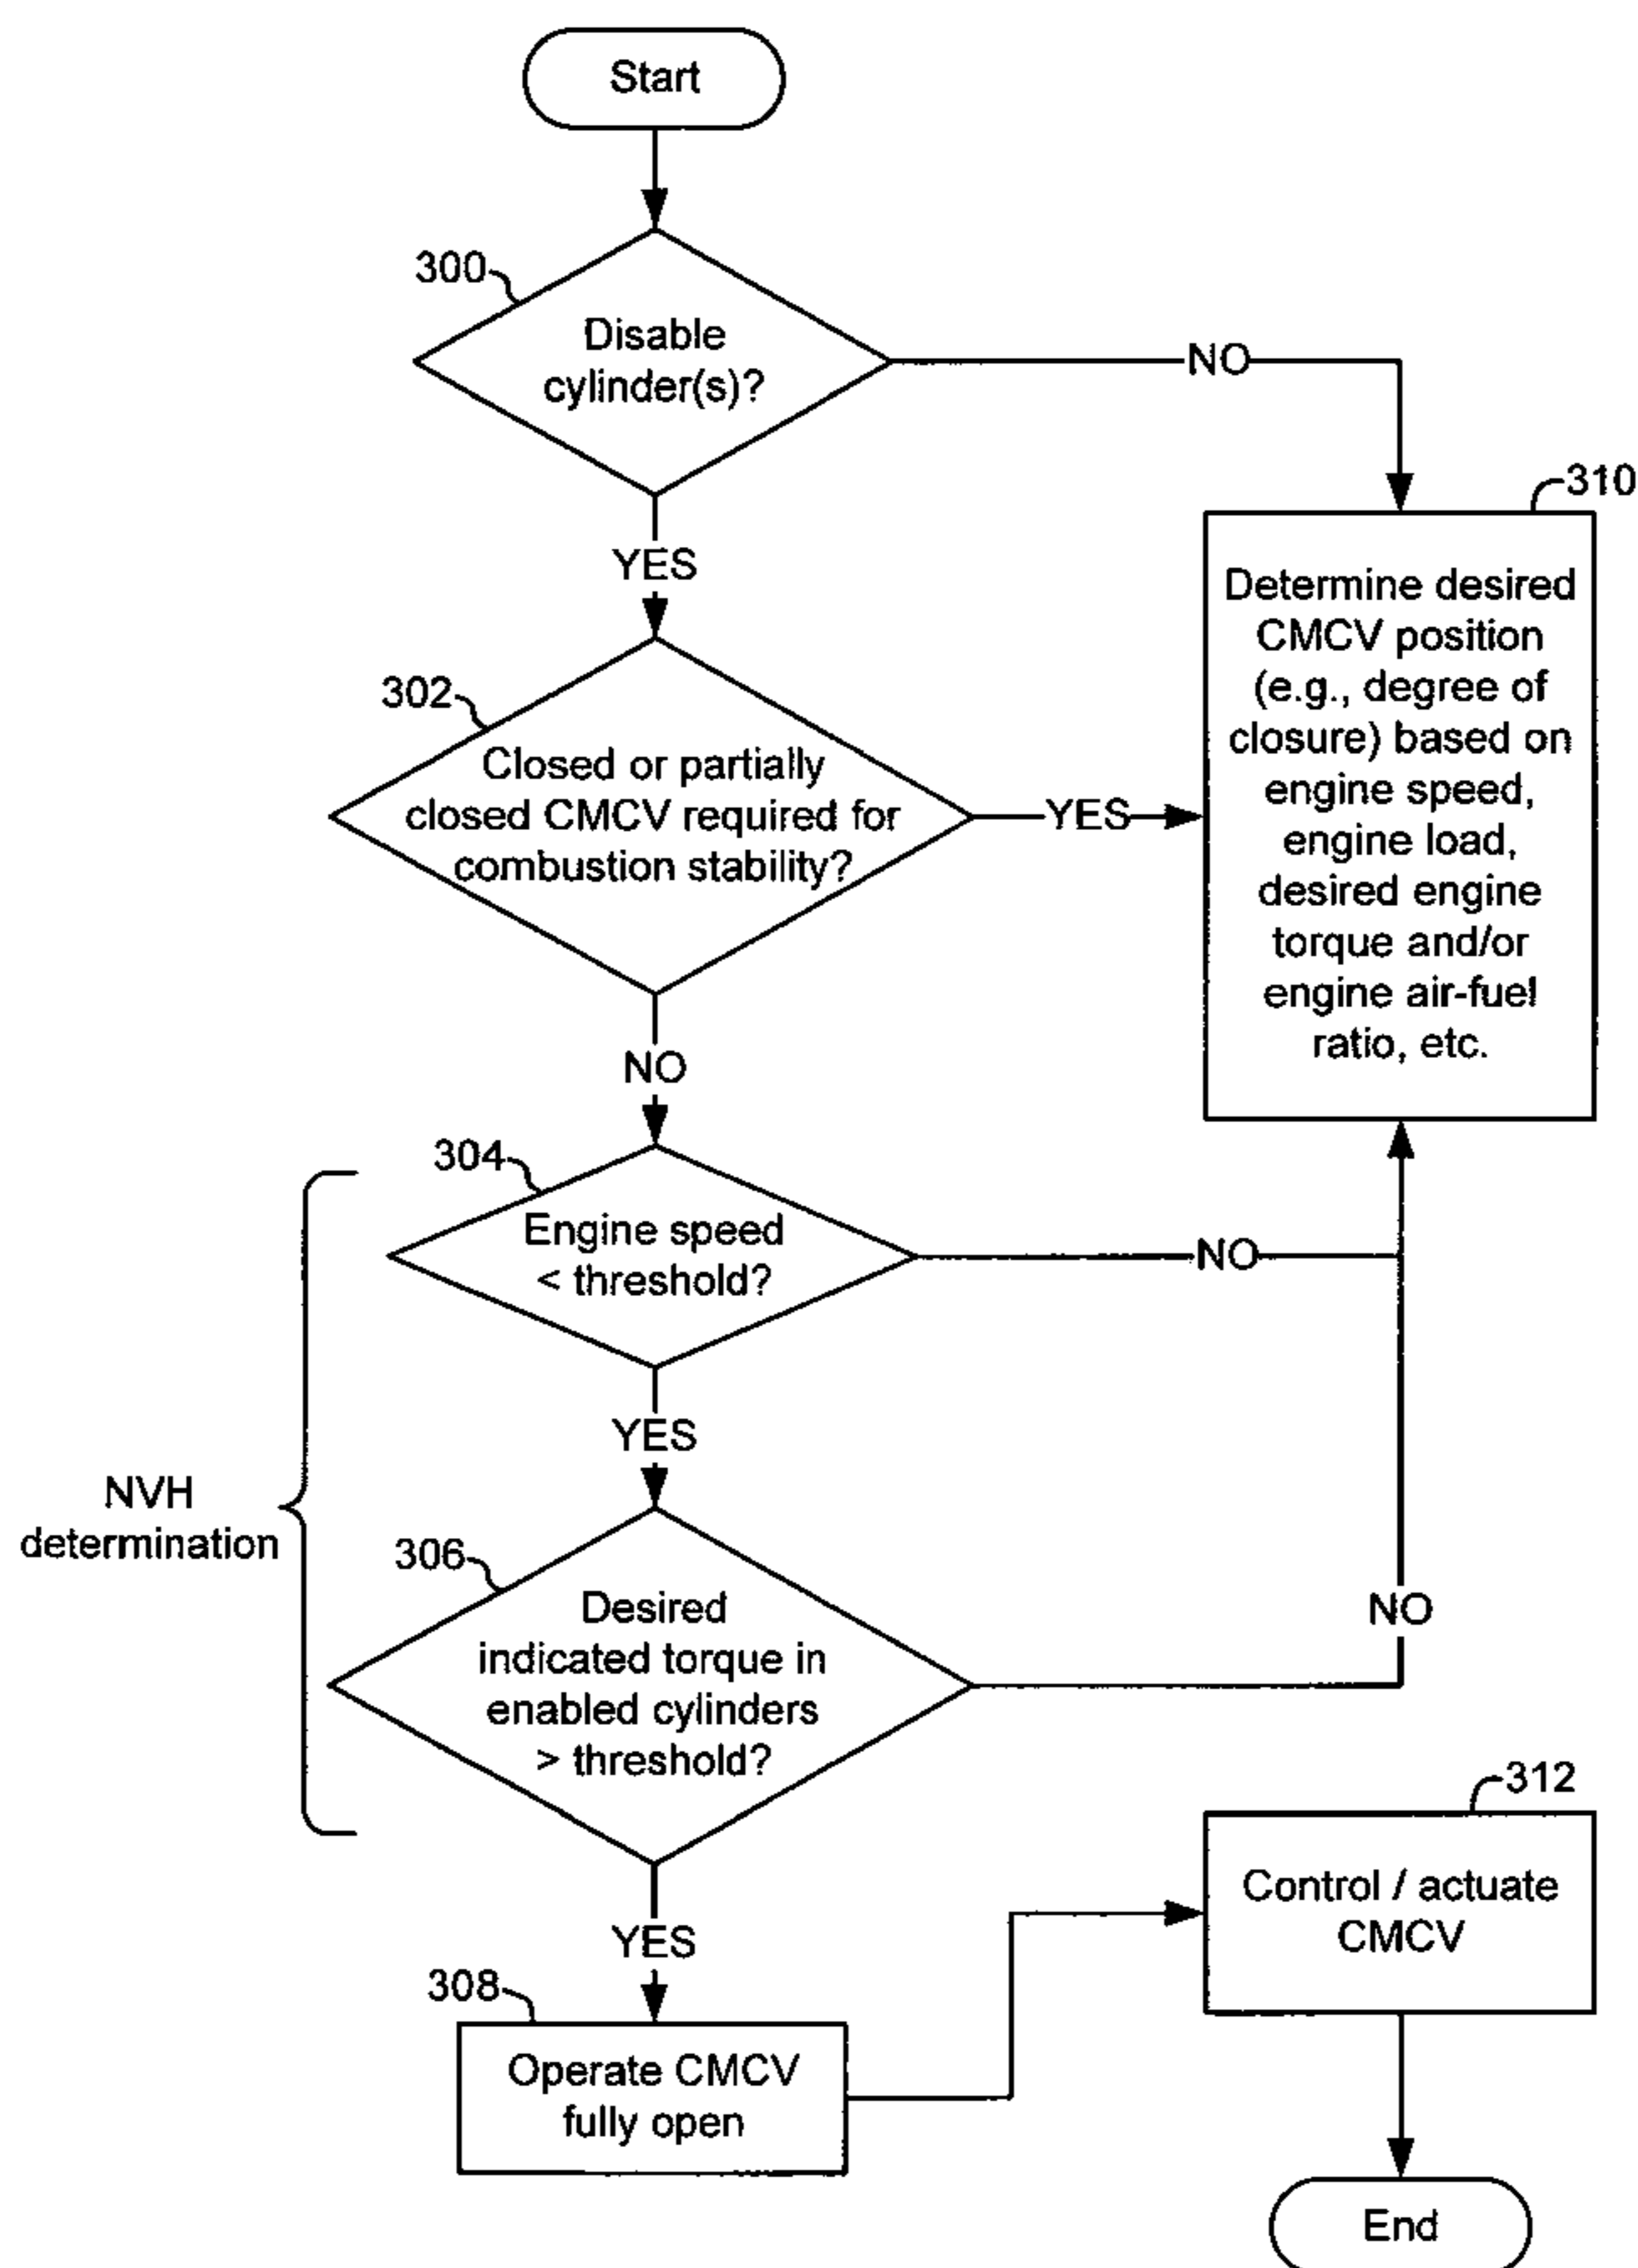 Start
300
Disable
cylinder(s)?
NO
YES
310
Determine desired
CMCV position
(e.g., degree of
closure) based on
engine speed,
engine load,
desired engine
torque and/or
engine air-fuel
ratio, etc.
302
Closed or partially
closed CMCV required for
combustion stability?
YES
NO
304
Engine speed
< threshold?
NO
YES
NVH
determination
306
Desired
indicated torque in
enabled cylinders
> threshold?
NO
YES
308
Operate CMCV
fully open
312
Control / actuate
CMCV
End